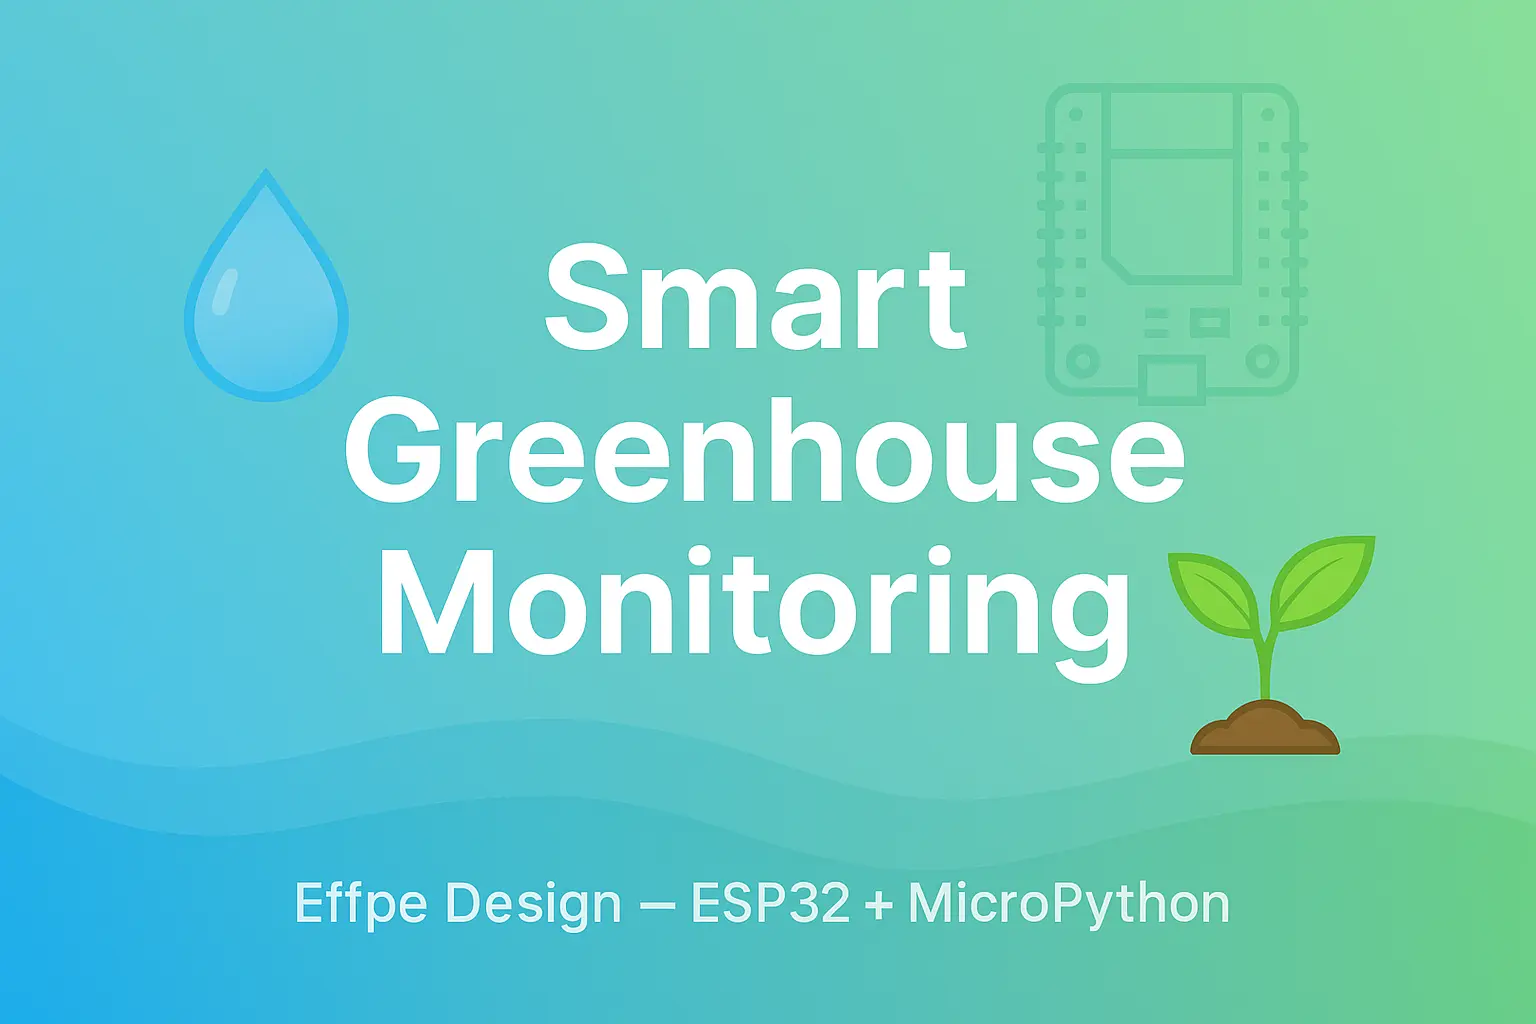 Smart
Greenhouse
Monitoring
Effpe Design — ESP32 + MicroPython